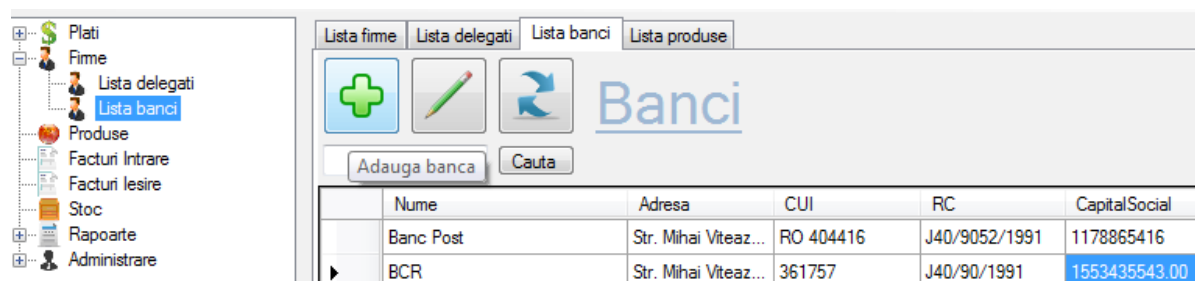 Plati
Firme
Lista delegati
Lista banci
Produse
Facturi Intrare
Facturi Iesire
Stoc
Rapoarte
Administrare
Lista firme Lista delegati Lista banci Lista produse
Banci
Adauga banca Cauta
Nume Adresa CUI RC CapitalSocial
Banc Post Str. Mihai Viteaz... RO 404416 J40/9052/1991 1178865416
BCR Str. Mihai Viteaz... 361757 J40/90/1991 1553435543.00